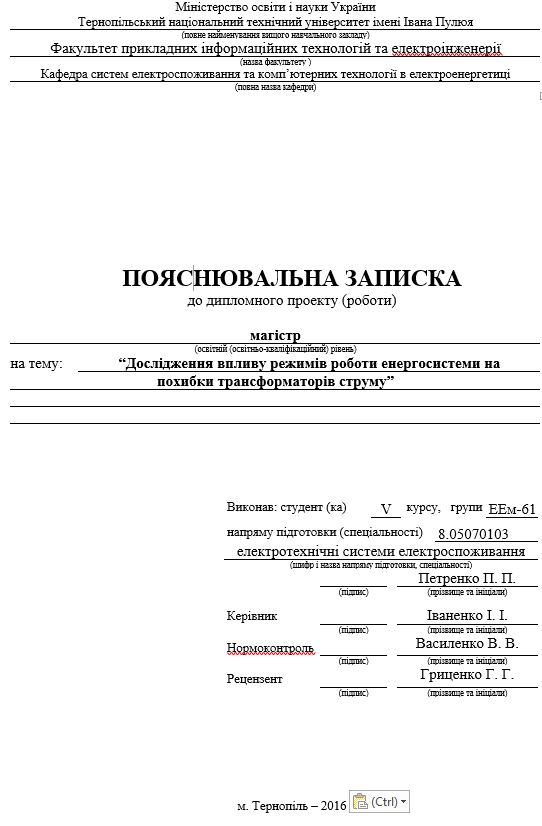 Міністерство освіти і науки України
Тернопільський національний технічний університет імені Івана Пулюя
(повне найменування вищого навчального закладу)
Факультет прикладних інформаційних технологій та електроінженерії
(назва факультету )
Кафедра систем електроспоживання та комп’ютерних технології в електроенергетиці
(повна назва кафедри)
ПОЯСНЮВАЛЬНА ЗАПИСКА
до дипломного проекту (роботи)
магістр
(освітній (освітньо-кваліфікаційний) рівень)
на тему: “Дослідження впливу режимів роботи енергосистеми на
похибки трансформаторів струму”
Виконав: студент (ка) V курсу, групи ЕЕм-61
напряму підготовки (спеціальності) 8.05070103
електротехнічні системи електроспоживання
(шифр і назва напряму підготовки, спеціальності)
Петренко П. П.
(підпис) (прізвище та ініціали)
Керівник Іваненко І. І.
(підпис) (прізвище та ініціали)
Нормоконтроль Василенко В. В.
(підпис) (прізвище та ініціали)
Рецензент Гриценко Г. Г.
(підпис) (прізвище та ініціали)
м. Тернопіль – 2016 (Ctrl)